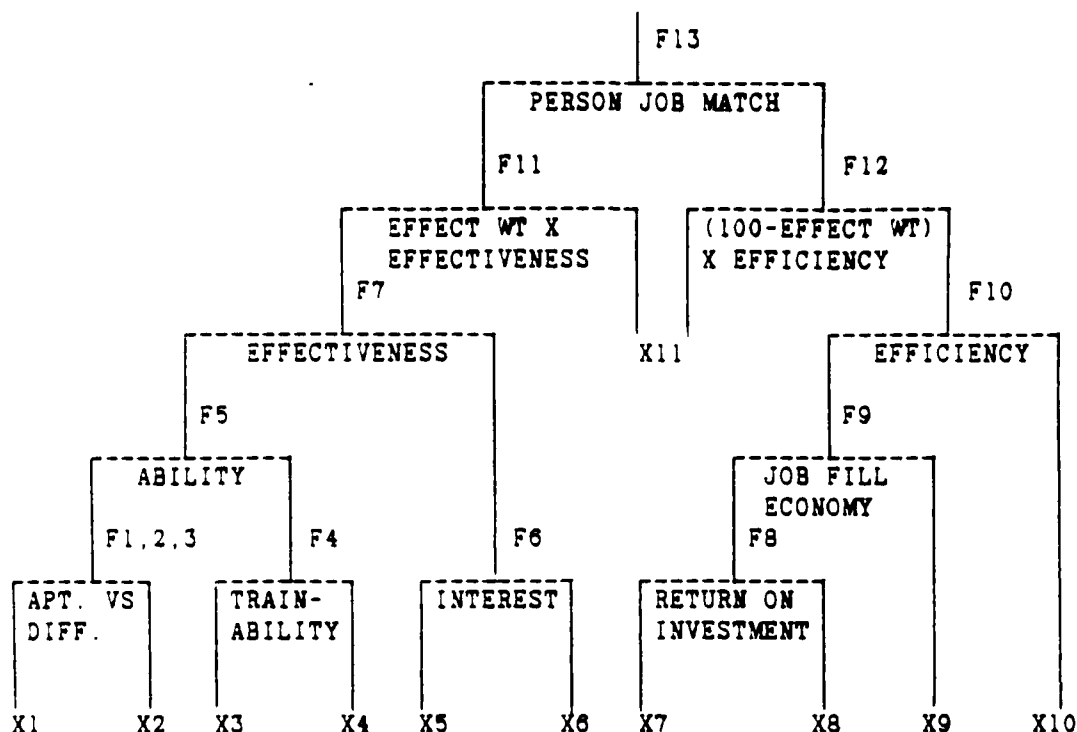 F13
PERSON JOB MATCH
F11 F12
EFFECT WT X (100-EFFECT WT)
EFFECTIVENESS X EFFICIENCY
F7 F10
EFFECTIVENESS X11 EFFICIENCY
F5 F9
ABILITY JOB FILL
ECONOMY
F1,2,3 F4 F6 F8
APT. VS TRAIN- INTEREST RETURN ON
DIFF. ABILITY INVESTMENT
X1 X2 X3 X4 X5 X6 X7 X8 X9 X10